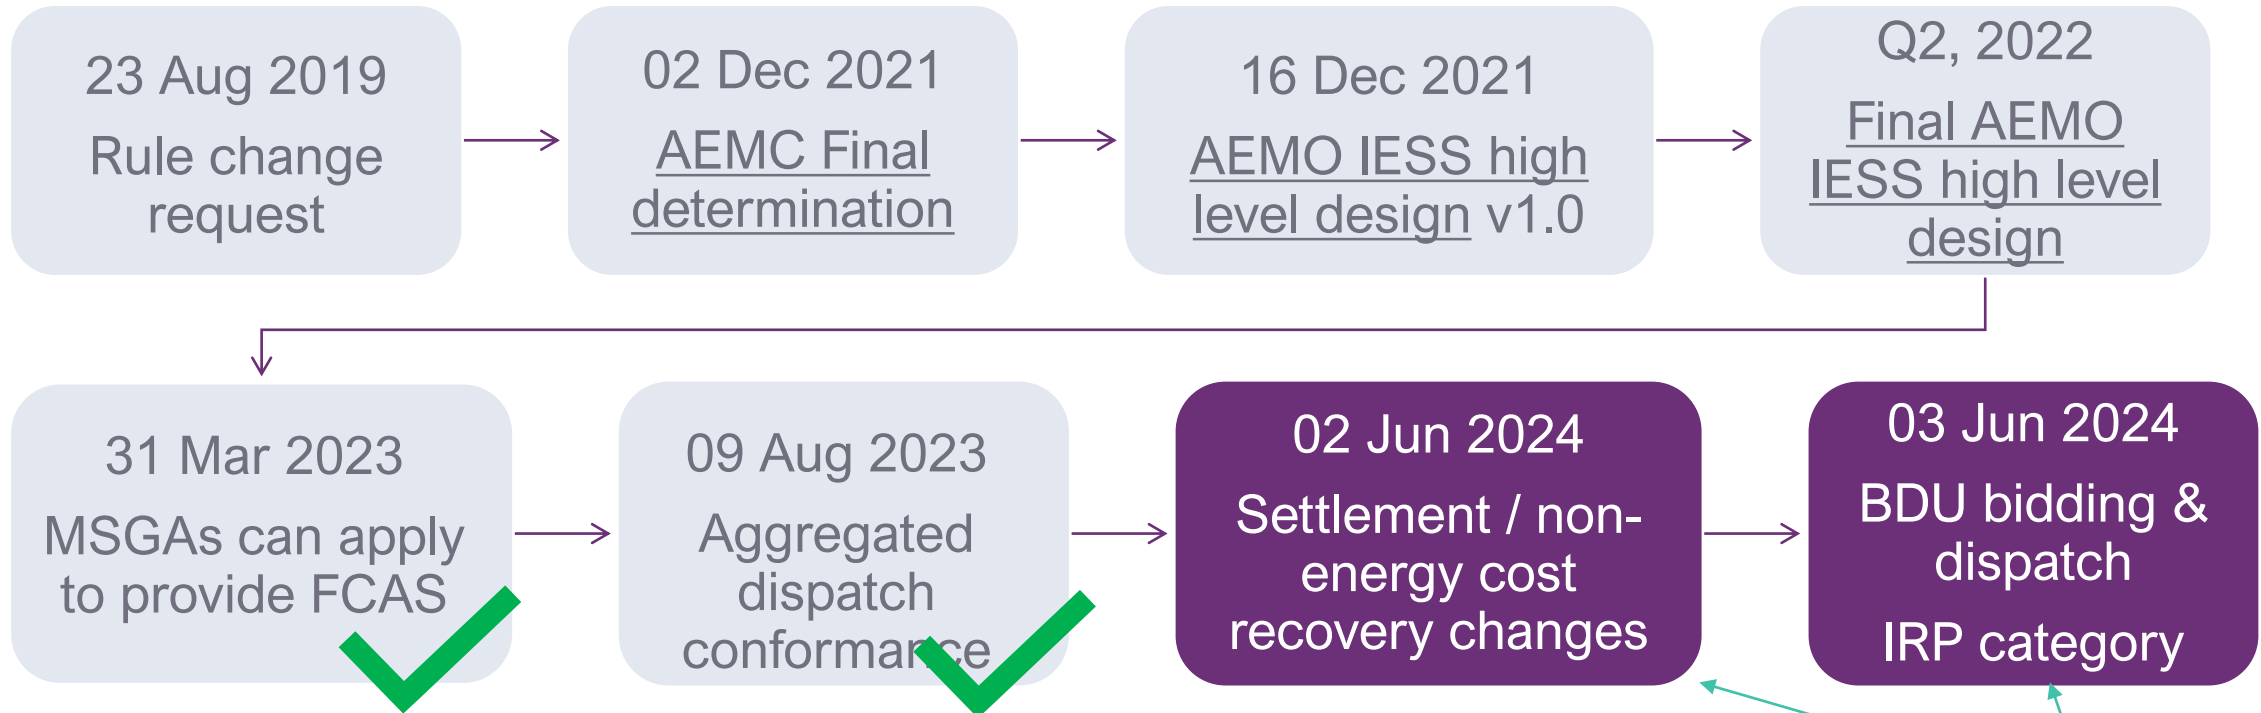 23 Aug 2019
Rule change
request
02 Dec 2021
AEMC Final
determination
16 Dec 2021
AEMO IESS high
level design v1.0
Q2, 2022
Final AEMO
IESS high level
design
31 Mar 2023
MSGAs can apply
to provide FCAS
09 Aug 2023
Aggregated
dispatch
conformance
02 Jun 2024
Settlement / non-
energy cost
recovery changes
03 Jun 2024
BDU bidding &
dispatch
IRP category